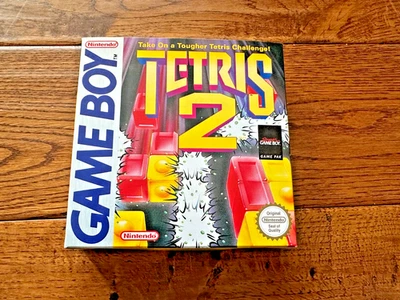 Nintendo
GAME BOY
TM
Take On a Tougher Tetris Challenge!
TETRIS
2
Nintendo
GAME BOY
GAME PAK
Original
Nintendo
Seal of
Quality
Nintendo